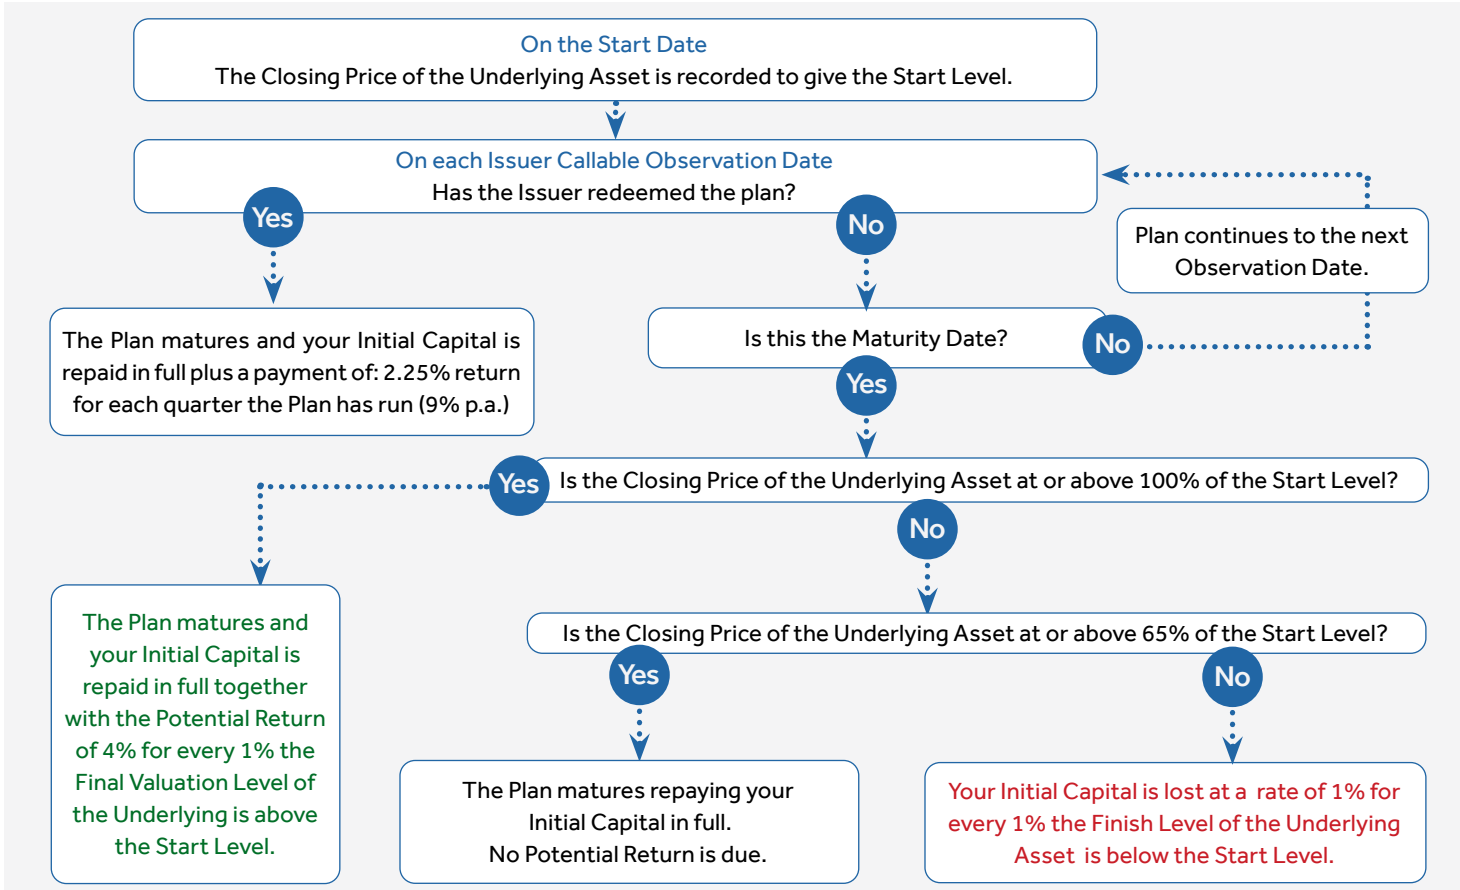 On the Start Date
The Closing Price of the Underlying Asset is recorded to give the Start Level.
On each Issuer Callable Observation Date
Has the Issuer redeemed the plan?
Yes
No
Plan continues to the next
Observation Date.
The Plan matures and your Initial Capital is
repaid in full plus a payment of: 2.25% return
for each quarter the Plan has run (9% p.a.)
Is this the Maturity Date?
No
Yes
Yes
Is the Closing Price of the Underlying Asset at or above 100% of the Start Level?
No
The Plan matures and
your Initial Capital is
repaid in full together
with the Potential Return
of 4% for every 1% the
Final Valuation Level of
the Underlying is above
the Start Level.
Is the Closing Price of the Underlying Asset at or above 65% of the Start Level?
Yes
No
The Plan matures repaying your
Initial Capital in full.
No Potential Return is due.
Your Initial Capital is lost at a rate of 1% for
every 1% the Finish Level of the Underlying
Asset is below the Start Level.